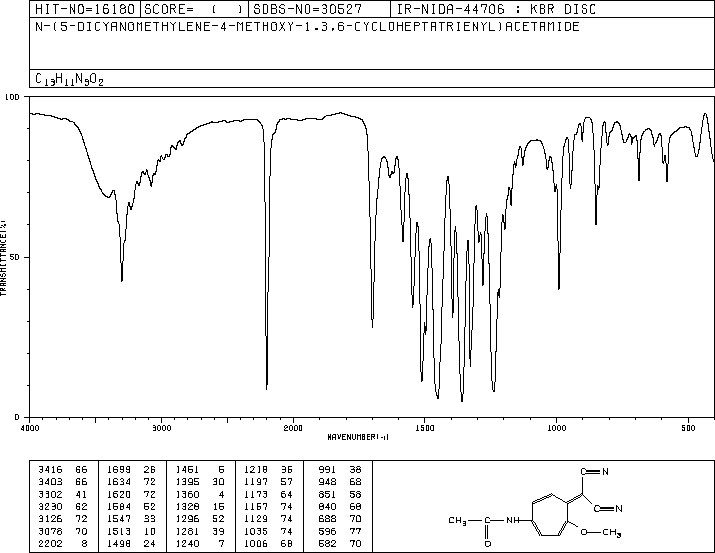 HIT-NO=16180 SCORE= ( ) SDBS-NO=30527 IR-NIDA-44706 : KBR DISC
N-(5-DICYANOMETHYLENE-4-METHOXY-1,3,6-CYCLOHEPTATRIENYL)ACETAMIDE
C13H11N3O2
100
50
0
TRANSMITTANCE(%)
4000 3000 2000 1500 1000 500
WAVENUMBER(-1)
3416 66 1699 26 1451 5 1218 36 991 38
3403 66 1634 72 1395 30 1197 57 948 68
3302 41 1620 72 1360 4 1173 64 851 58
3230 62 1584 52 1328 15 1157 74 840 68
3126 72 1547 33 1296 52 1129 74 688 70
3078 70 1513 10 1281 39 1035 74 596 77
2202 8 1498 24 1240 7 1006 68 582 70
C N
C N
CH3 C NH
O
O CH3